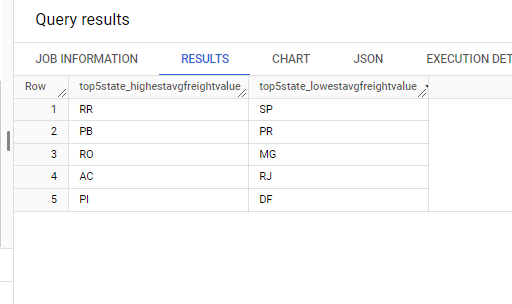 Query results
JOB INFORMATION RESULTS CHART JSON EXECUTION DET
Row top5state_highestavgfreightvalue top5state_lowestavgfreightvalue
1 RR SP
2 PB PR
3 RO MG
4 AC RJ
5 PI DF